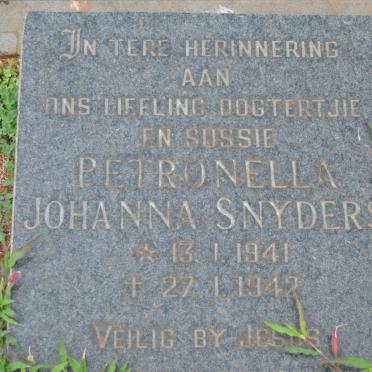 IN TERE HERINNERING
AAN
ONS LIEFLING DOGTERTJIE
EN SUSSIE
PETRONELLA
JOHANNA SNYDERS
☆ 13.1.1941
✝ 27.1.1942
VEILIG BY JESUS